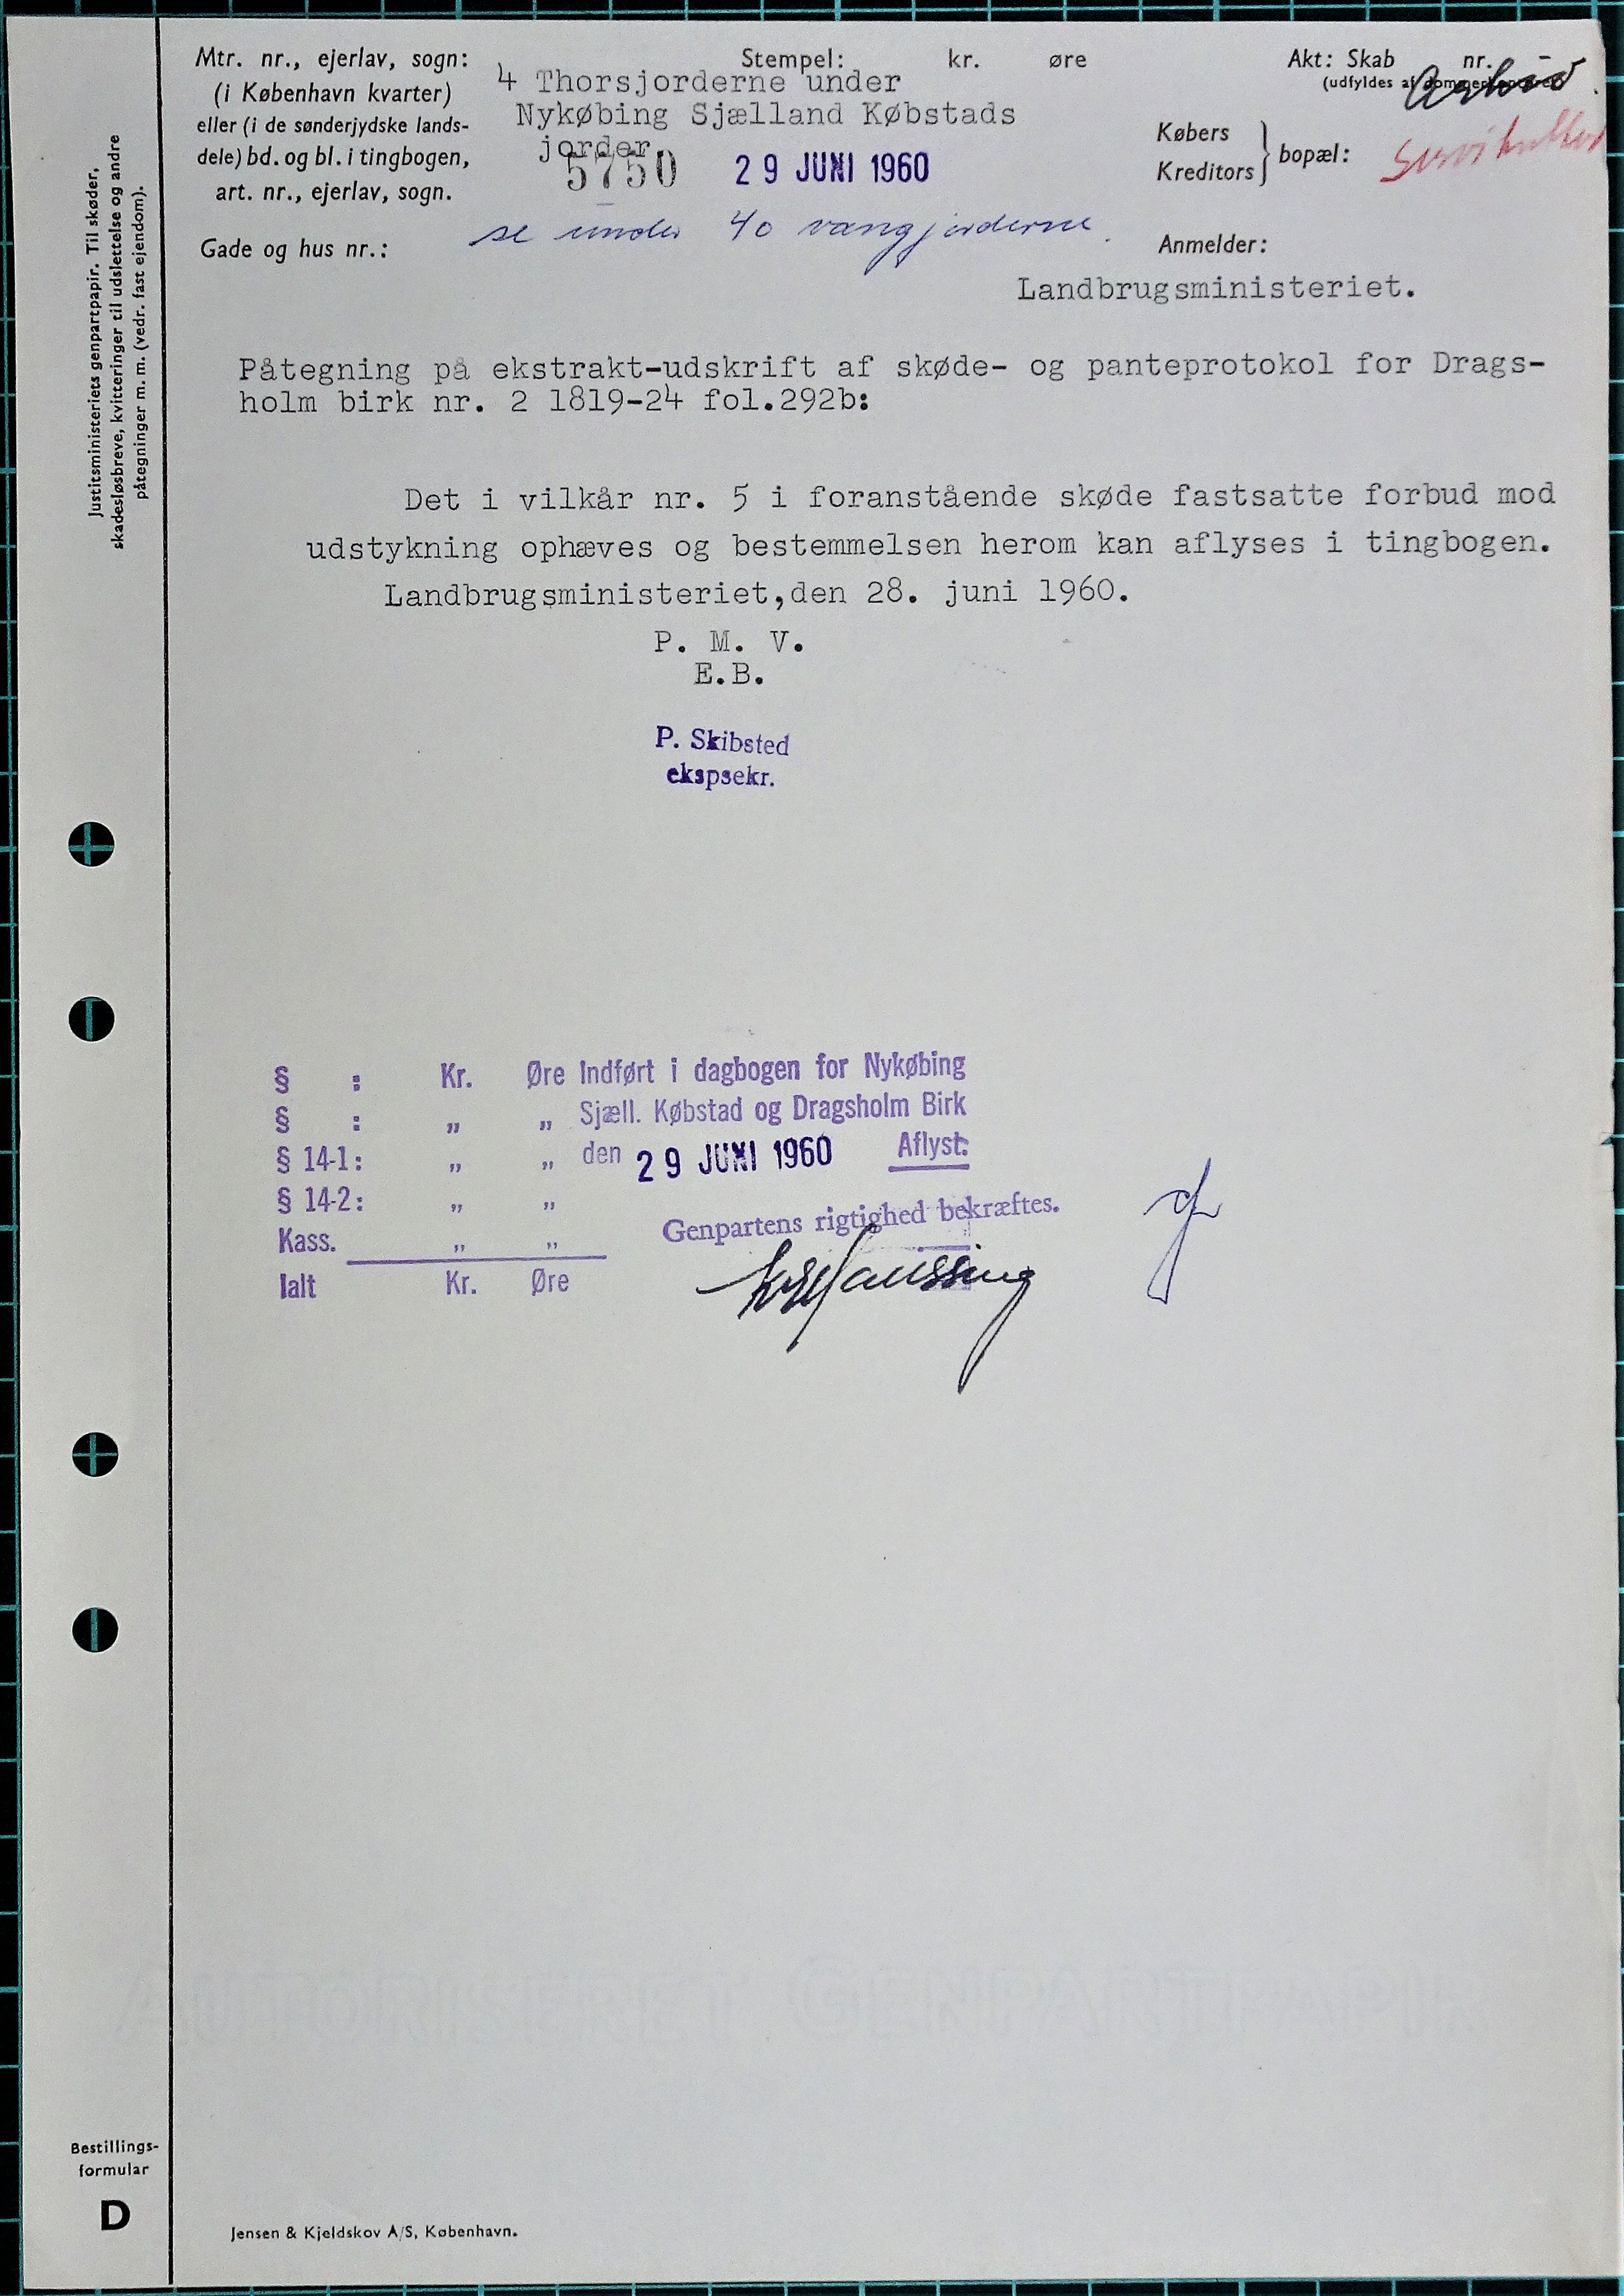 Justitsministeriets genpartpapir. Til skøder,
skadesløsbreve, kvitteringer til udslettelse og andre
påtegninger m. m. (vedr. fast ejendom).
Mtr. nr., ejerlav, sogn:
(i København kvarter)
eller (i de sønderjydske lands-
dele) bd. og bl. i tingbogen,
art. nr., ejerlav, sogn.
Gade og hus nr.:
Stempel: kr. øre
4 Thorsjorderne under
Nykøbing Sjælland Købstads
jorder.
5750 29 JUNI 1960
se under 40 vangjorderne.
Akt: Skab nr.
(udfyldes af
Købers
Kreditors } bopæl:
Anmelder:
Landbrugsministeriet.
Påtegning på ekstrakt-udskrift af skøde- og panteprotokol for Drags-
holm birk nr. 2 1819-24 fol.292b:
Det i vilkår nr. 5 i foranstående skøde fastsatte forbud mod
udstykning ophæves og bestemmelsen herom kan aflyses i tingbogen.
Landbrugsministeriet,den 28. juni 1960.
P. M. V.
E.B.
P. Skibsted
ekspsekr.
§ : Kr. Øre Indført i dagbogen for Nykøbing
§ : „ „ Sjæll. Købstad og Dragsholm Birk
§ 14-1: „ „ den 29 JUNI 1960 Aflyst:
§ 14-2: „ „
Genpartens rigtighed bekræftes.
Kass. „ „
Ialt Kr. Øre
Bestillings-
formular
D
Jensen & Kjeldskov A/S, København.